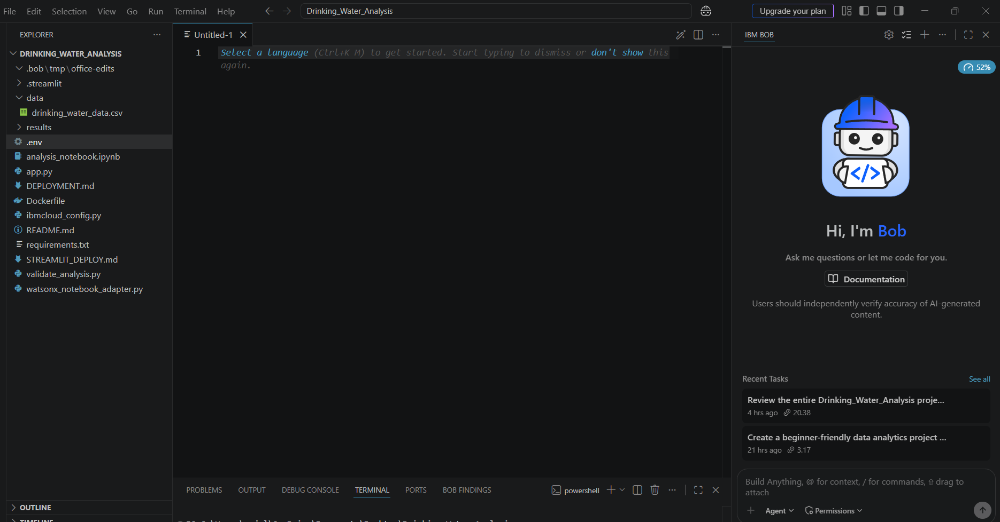 File Edit Selection View Go Run Terminal Help
Drinking_Water_Analysis
Upgrade your plan
EXPLORER
DRINKING_WATER_ANALYSIS
.bob\tmp\office-edits
.streamlit
data
drinking_water_data.csv
results
.env
analysis_notebook.ipynb
app.py
DEPLOYMENT.md
Dockerfile
ibmcloud_config.py
README.md
requirements.txt
STREAMLIT_DEPLOY.md
validate_analysis.py
watsonx_notebook_adapter.py
OUTLINE
TIMELINE
Untitled-1
1 Select a language (Ctrl+K M) to get started. Start typing to dismiss or don't show this
again.
PROBLEMS OUTPUT DEBUG CONSOLE TERMINAL PORTS BOB FINDINGS
powershell
IBM BOB
52%
</>
Hi, I'm Bob
Ask me questions or let me code for you.
Documentation
Users should independently verify accuracy of AI-generated
content.
Recent Tasks See all
Review the entire Drinking_Water_Analysis proje...
4 hrs ago 20.38
Create a beginner-friendly data analytics project ...
21 hrs ago 3.17
Build Anything, @ for context, / for commands, ⇧ drag to
attach
Agent Permissions